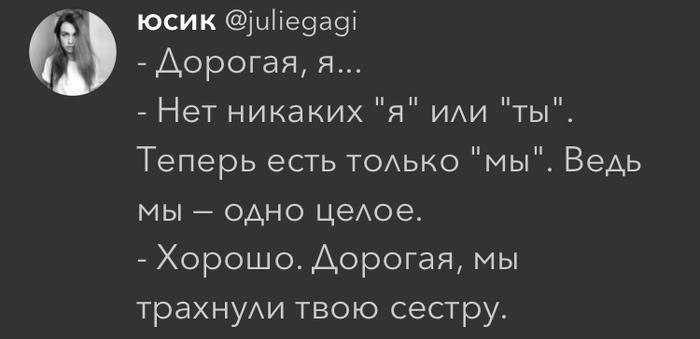 юсик @juliegagi
- Дорогая, я...
- Нет никаких "я" или "ты".
Теперь есть только "мы". Ведь
мы — одно целое.
- Хорошо. Дорогая, мы
трахнули твою сестру.